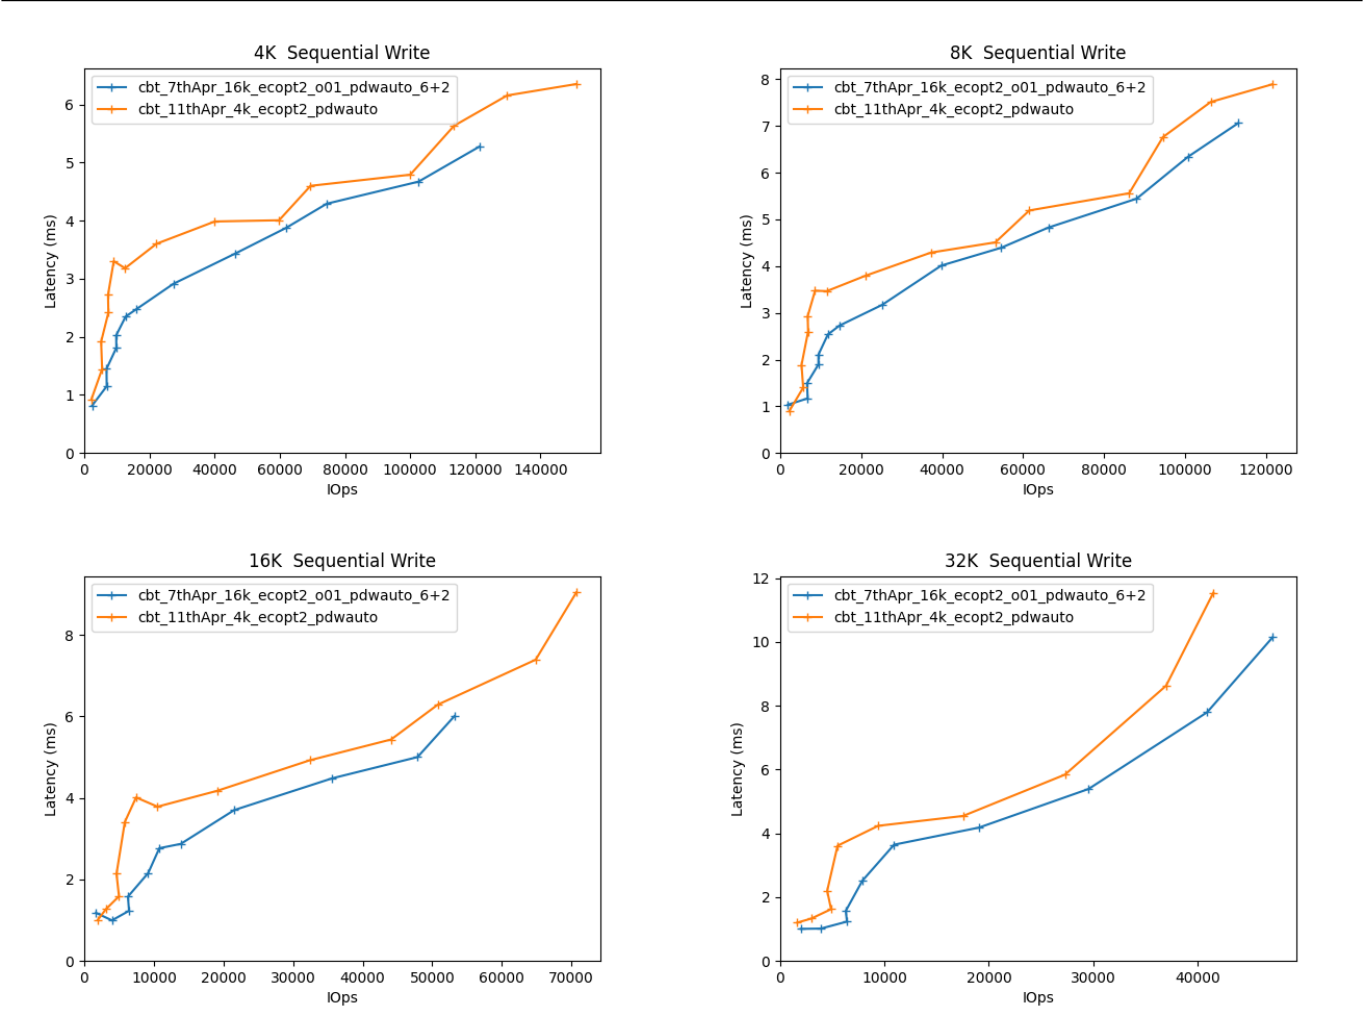 4K  Sequential Write
cbt_7thApr_16k_ecopt2_o01_pdwauto_6+2
cbt_11thApr_4k_ecopt2_pdwauto
Latency (ms)
6
5
4
3
2
1
0
0 20000 40000 60000 80000 100000 120000 140000
IOps
8K  Sequential Write
cbt_7thApr_16k_ecopt2_o01_pdwauto_6+2
cbt_11thApr_4k_ecopt2_pdwauto
Latency (ms)
8
7
6
5
4
3
2
1
0
0 20000 40000 60000 80000 100000 120000
IOps
16K  Sequential Write
cbt_7thApr_16k_ecopt2_o01_pdwauto_6+2
cbt_11thApr_4k_ecopt2_pdwauto
Latency (ms)
8
6
4
2
0
0 10000 20000 30000 40000 50000 60000 70000
IOps
32K  Sequential Write
cbt_7thApr_16k_ecopt2_o01_pdwauto_6+2
cbt_11thApr_4k_ecopt2_pdwauto
Latency (ms)
12
10
8
6
4
2
0
0 10000 20000 30000 40000
IOps